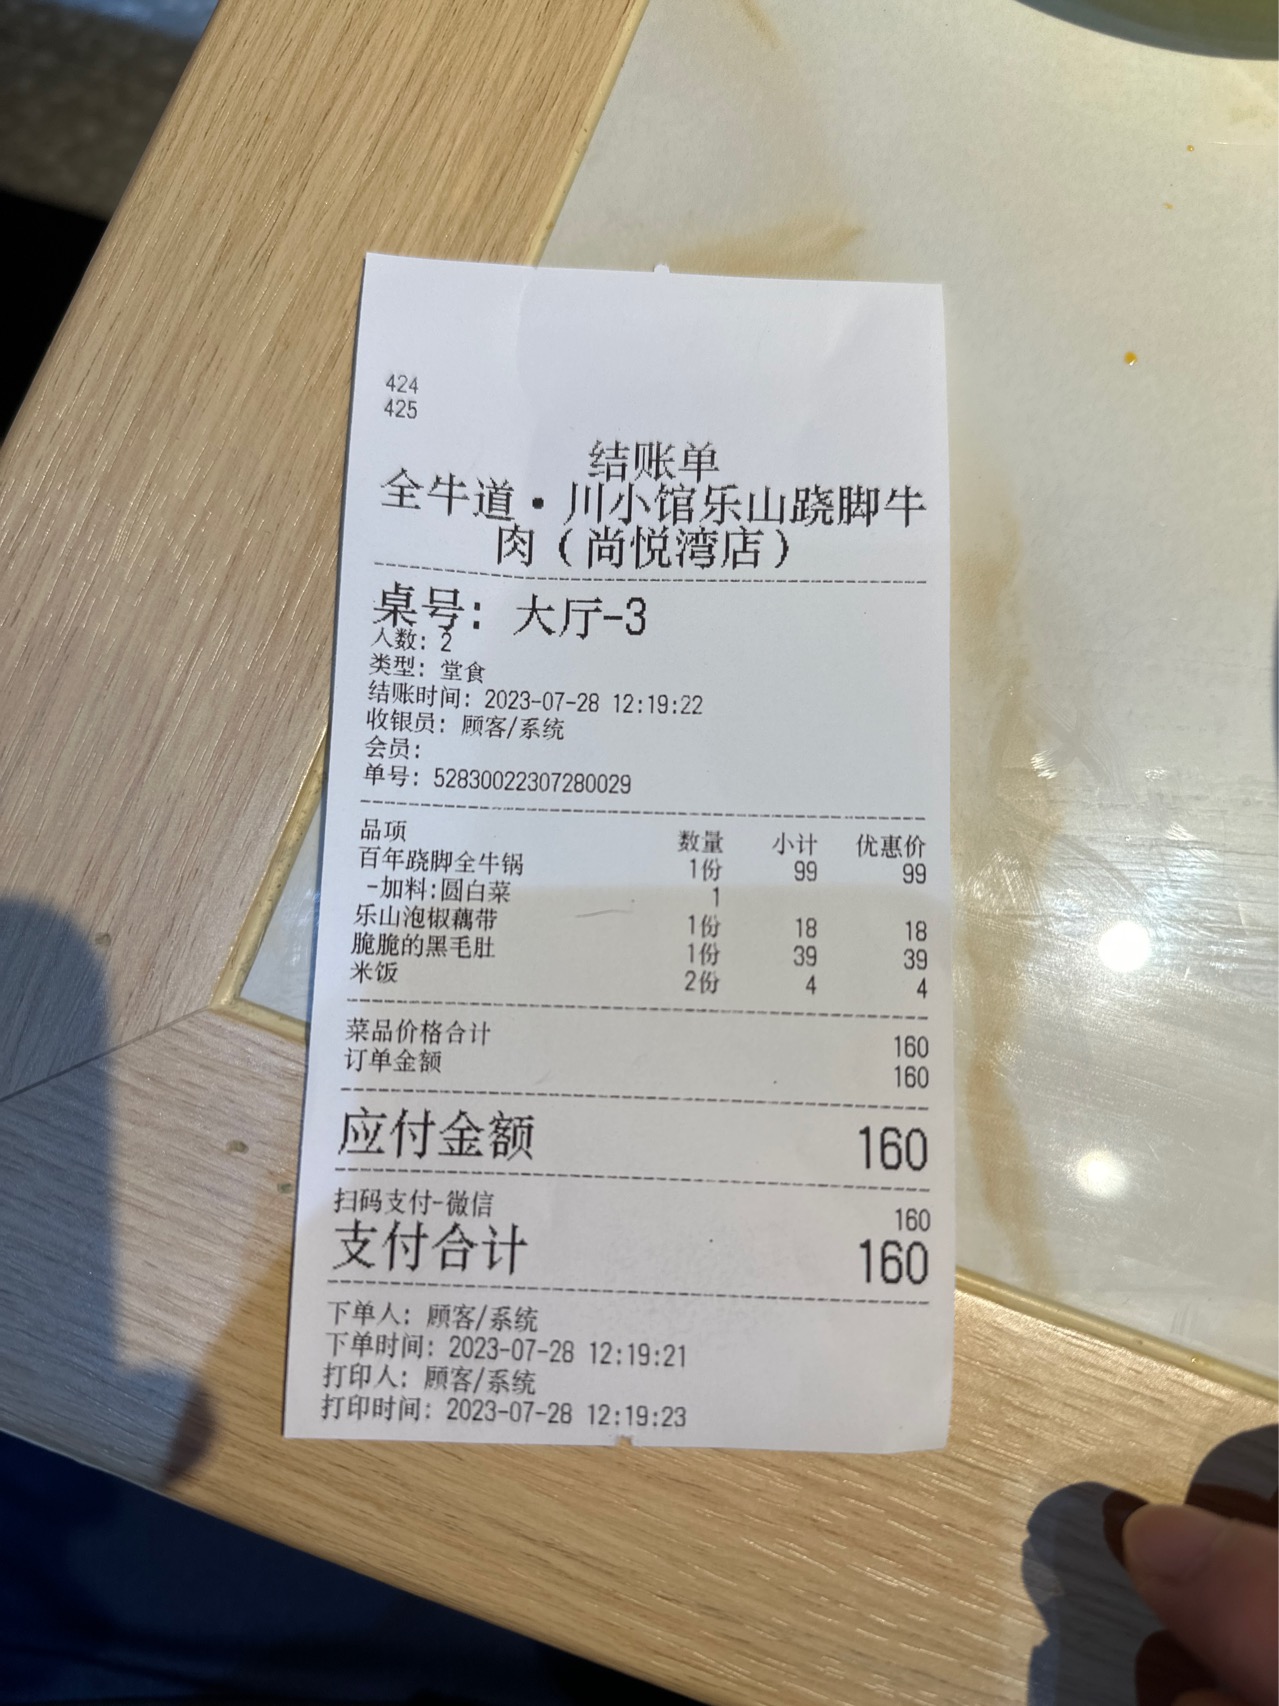 424
425
结账单
全牛道·川小馆乐山跷脚牛
肉(尚悦湾店)
桌号: 大厅-3
人数: 2
类型: 堂食
结账时间: 2023-07-28 12:19:22
收银员: 顾客/系统
会员:
单号: 52830022307280029
品项 数量 小计 优惠价
百年跷脚全牛锅 1份 99 99
-加料:圆白菜 1
乐山泡椒藕带 1份 18 18
脆脆的黑毛肚 1份 39 39
米饭 2份 4 4
菜品价格合计 160
订单金额 160
应付金额 160
扫码支付-微信 160
支付合计 160
下单人: 顾客/系统
下单时间: 2023-07-28 12:19:21
打印人: 顾客/系统
打印时间: 2023-07-28 12:19:23